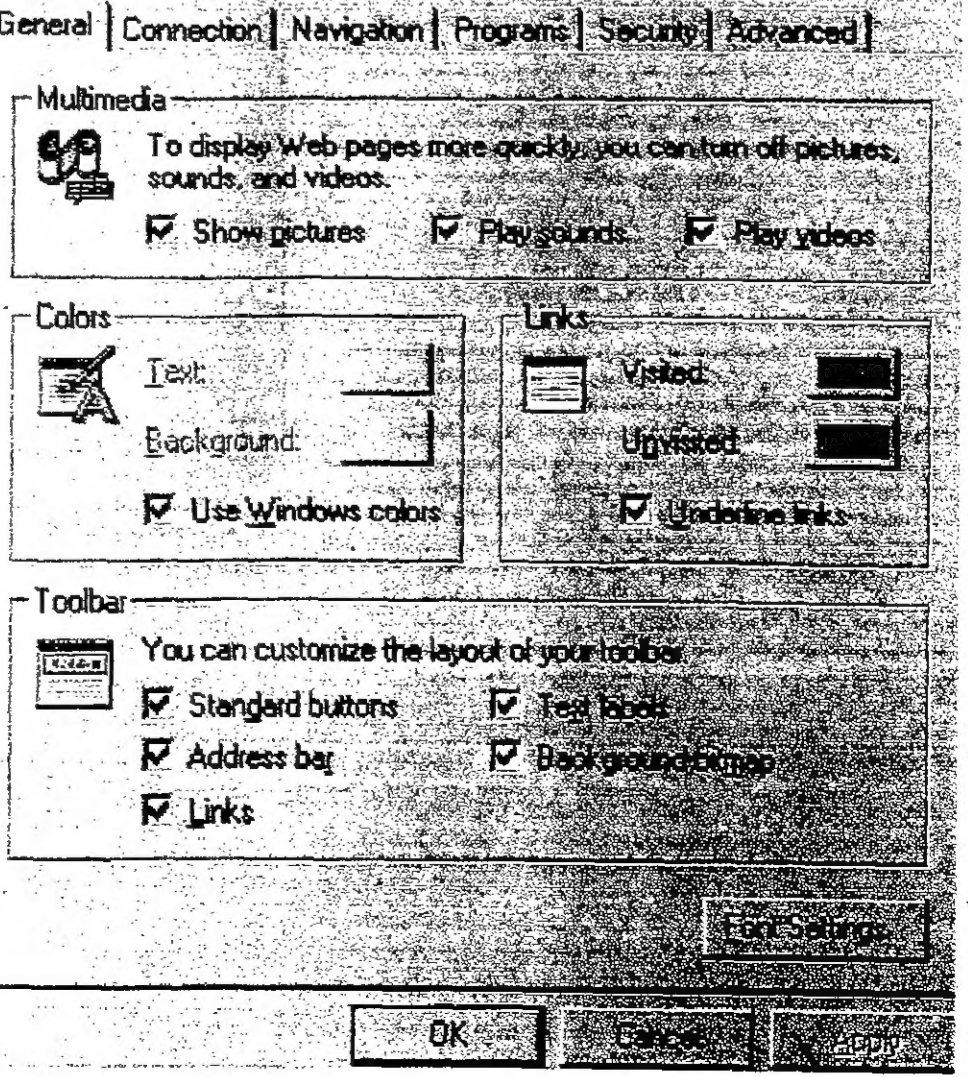 General Connection Navigation Programs Security Advanced
Multimedia
To display Web pages more quickly, you can turn off pictures,
sounds, and videos.
Show pictures Play sounds Play videos
Colors
Text:
Background:
Use Windows colors
Links
Visited:
Unvisited:
Underline links
Toolbar
You can customize the layout of your toolbar.
Standard buttons Text labels
Address bar Background bitmap
Links
Font Settings...
OK Cancel Apply